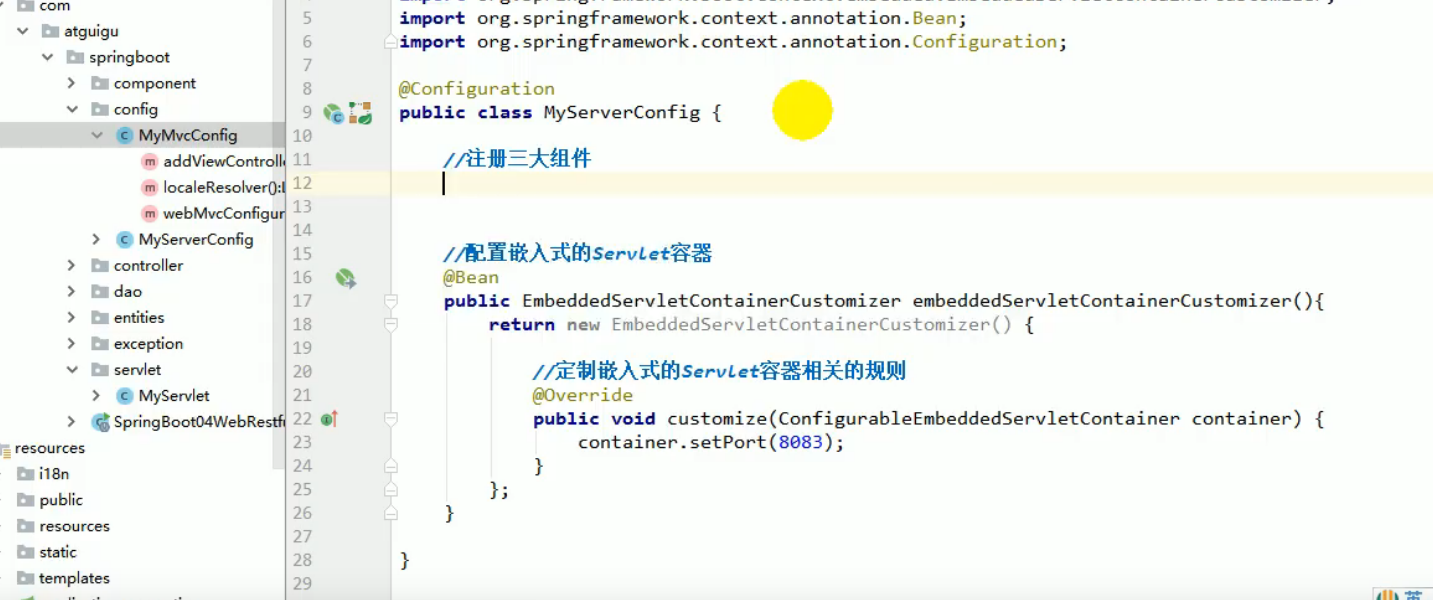 com
atguigu
springboot
component
config
MyMvcConfig
addViewControlle
localeResolver():L
webMvcConfigur
MyServerConfig
controller
dao
entities
exception
servlet
MyServlet
SpringBoot04WebRestfu
resources
i18n
public
resources
static
templates
5 import org.springframework.context.annotation.Bean;
6 import org.springframework.context.annotation.Configuration;
7
8 @Configuration
9 public class MyServerConfig {
10
11 //注册三大组件
12
13
14
15 //配置嵌入式的Servlet容器
16 @Bean
17 public EmbeddedServletContainerCustomizer embeddedServletContainerCustomizer(){
18 return new EmbeddedServletContainerCustomizer() {
19
20 //定制嵌入式的Servlet容器相关的规则
21 @Override
22 public void customize(ConfigurableEmbeddedServletContainer container) {
23 container.setPort(8083);
24 }
25 };
26 }
27
28 }
29
英